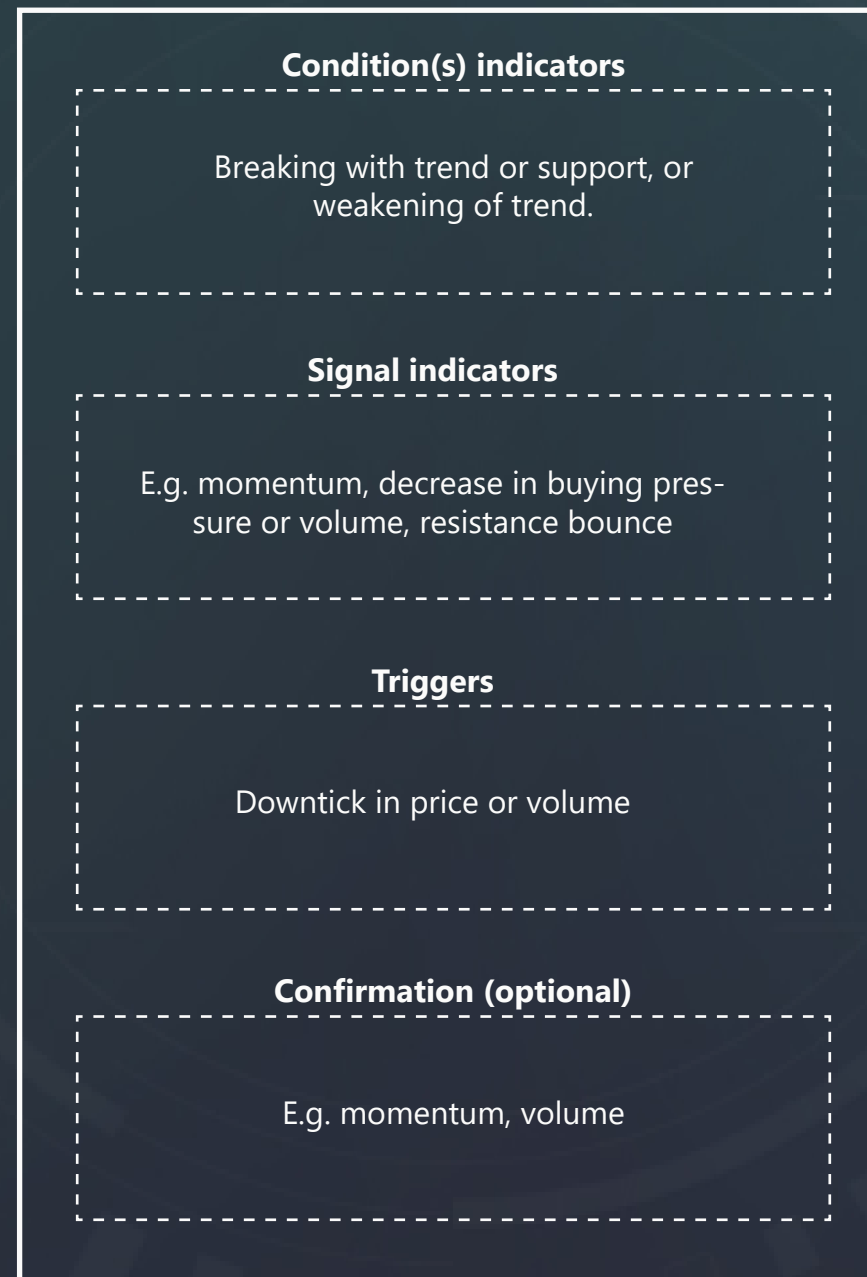 Condition(s) indicators
Breaking with trend or support, or
weakening of trend.
Signal indicators
E.g. momentum, decrease in buying pres-
sure or volume, resistance bounce
Triggers
Downtick in price or volume
Confirmation (optional)
E.g. momentum, volume